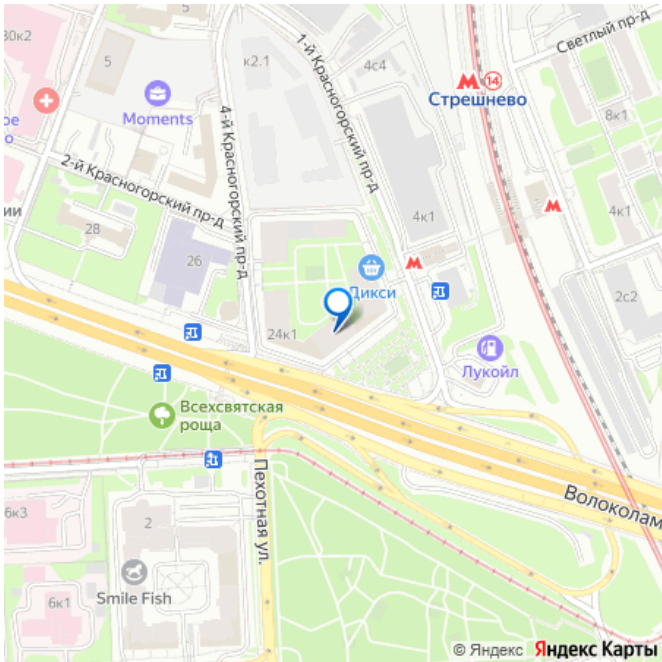 30к2
5
5
к2.1
1-й Красногорский пр-д
4с4
14
Стрешнево
Светлый пр-д
8к1
Moments
ое
о
4-й Красногорский пр-д
2-й Красногорский пр-д
ии
28
26
4к1
4к1
Дикси
2с2
24к1
Лукойл
Всехсвятская
роща
Пехотная ул.
Волоколам
6к3
2
Smile Fish
6к1
© Яндекс Яндекс Карты